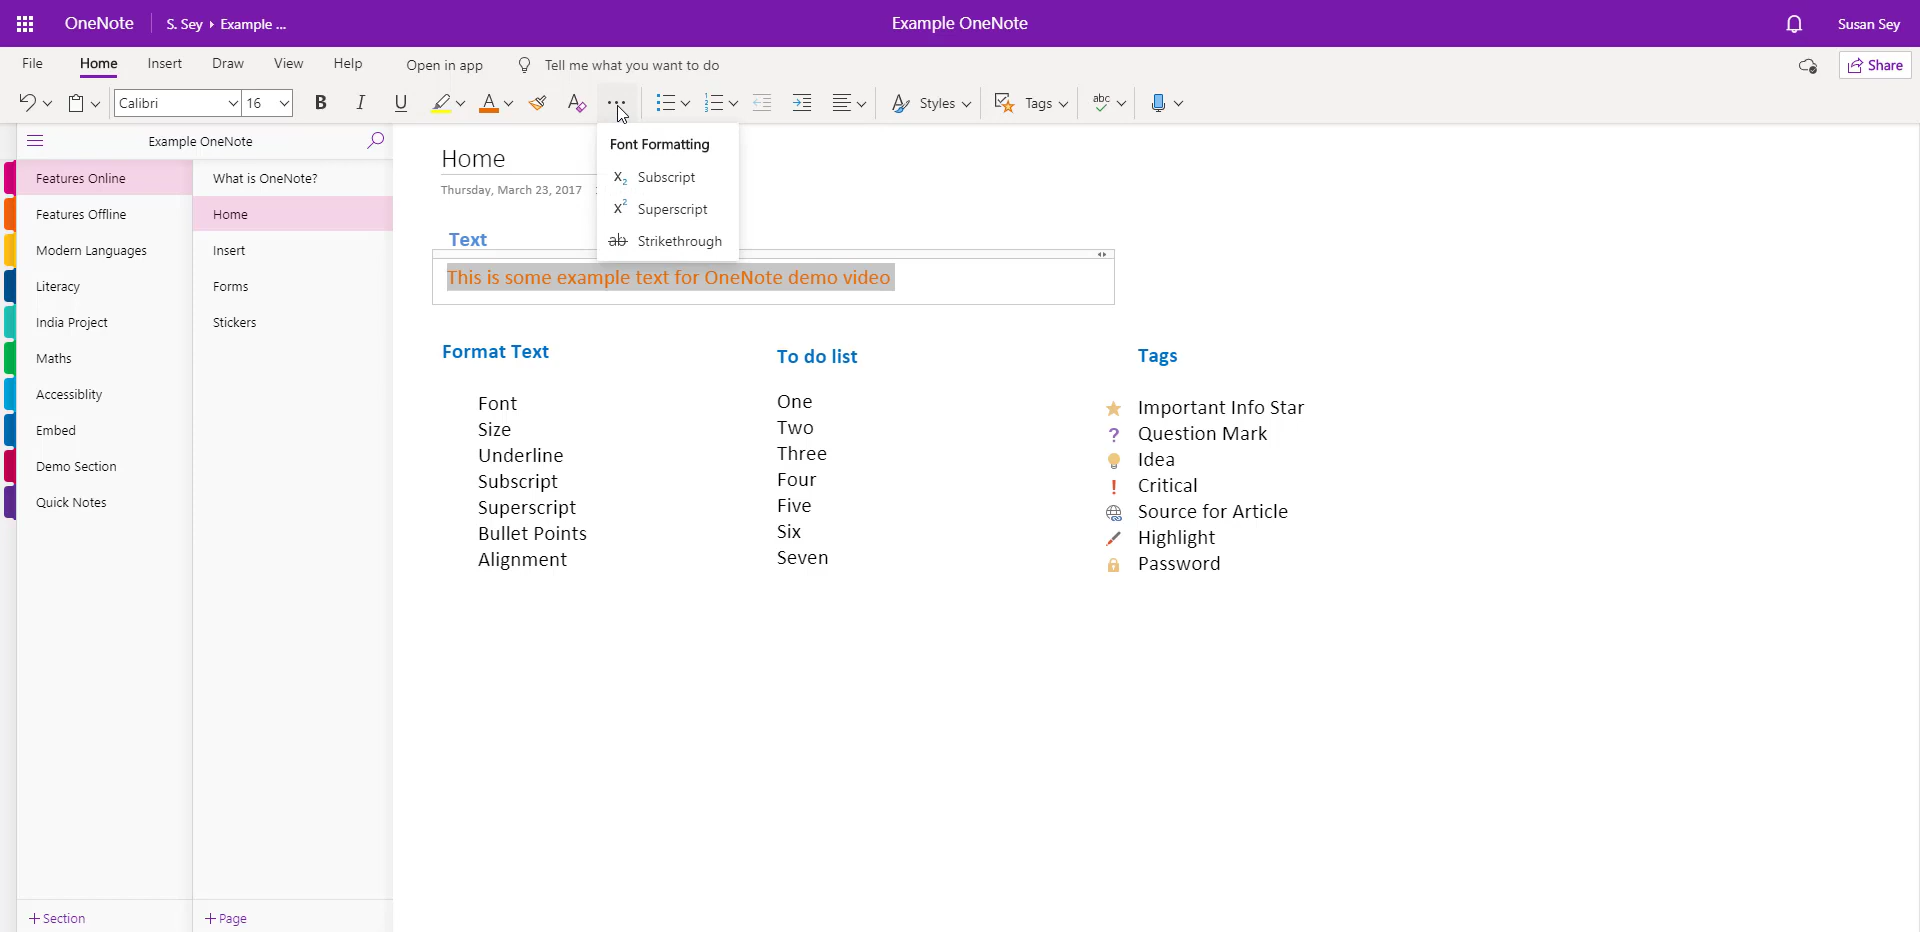 OneNote
S. Sey ▸ Example ...
Example OneNote
Susan Sey
File
Home
Insert
Draw
View
Help
Open in app
Tell me what you want to do
Share
Calibri
16
B
I
U
A
A
Styles
Tags
abc
Example OneNote
Features Online
Features Offline
Modern Languages
Literacy
India Project
Maths
Accessiblity
Embed
Demo Section
Quick Notes
+ Section
What is OneNote?
Home
Insert
Forms
Stickers
+ Page
Font Formatting
X₂ Subscript
X² Superscript
ab Strikethrough
Home
Thursday, March 23, 2017
Text
This is some example text for OneNote demo video
Format Text
Font
Size
Underline
Subscript
Superscript
Bullet Points
Alignment
To do list
One
Two
Three
Four
Five
Six
Seven
Tags
Important Info Star
? Question Mark
Idea
! Critical
Source for Article
Highlight
Password